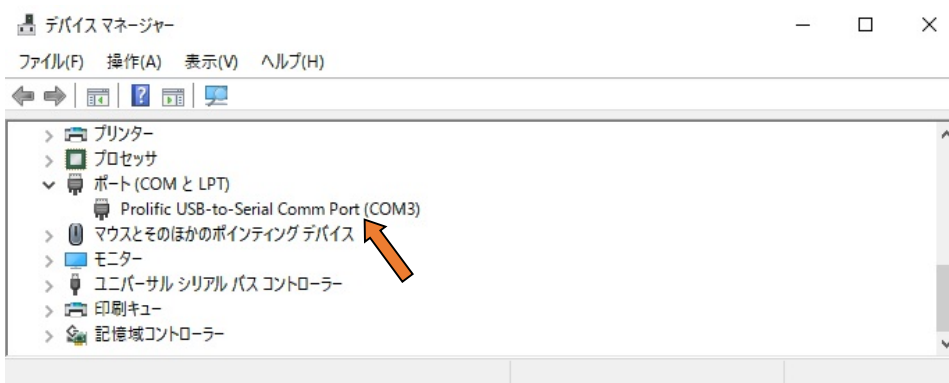 デバイス マネージャー
ファイル(F) 操作(A) 表示(V) ヘルプ(H)
プリンター
プロセッサ
ポート (COM と LPT)
Prolific USB-to-Serial Comm Port (COM3)
マウスとそのほかのポインティング デバイス
モニター
ユニバーサル シリアル バス コントローラー
印刷キュー
記憶域コントローラー